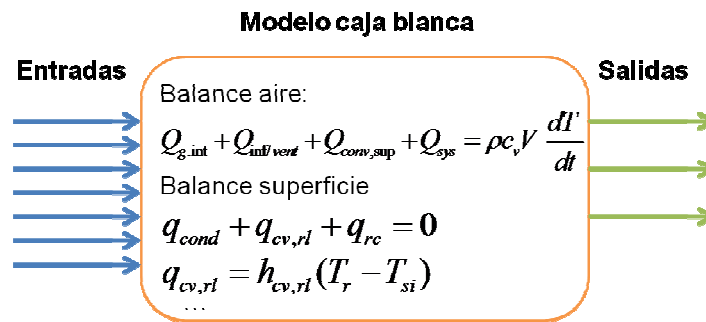 Modelo caja blanca
Entradas
Salidas
Balance aire:
Q_{g.int} + Q_{inf/vent} + Q_{conv,sup} + Q_{sys} = ρc_vV dT/dt
Balance superficie
q_{cond} + q_{cv,rl} + q_{rc} = 0
q_{cv,rl} = h_{cv,rl}(T_r − T_{si})
...